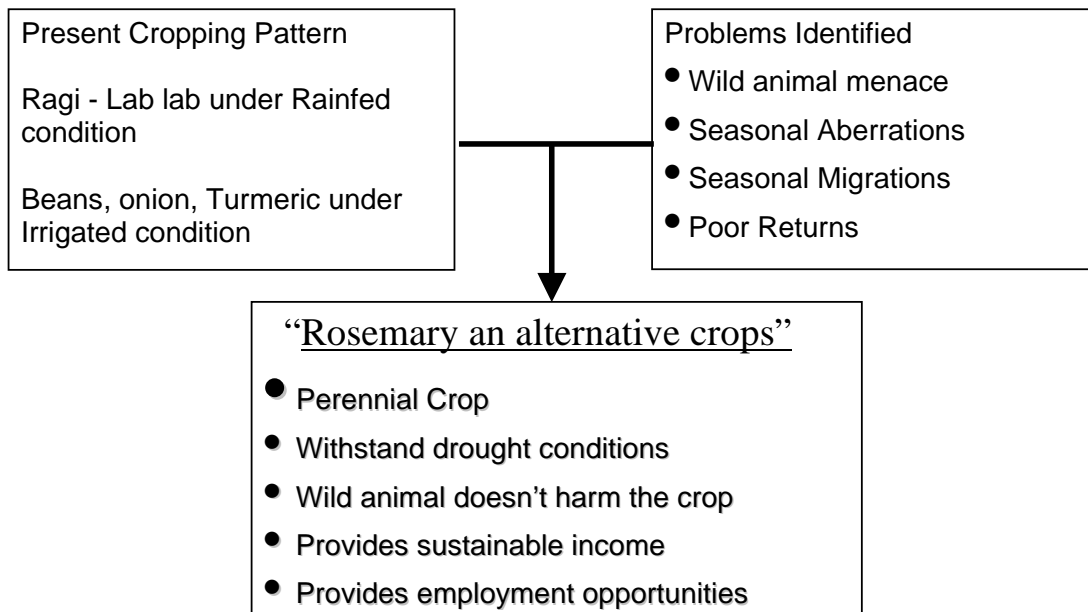 Present Cropping Pattern
Ragi - Lab lab under Rainfed
condition
Beans, onion, Turmeric under
Irrigated condition
Problems Identified
• Wild animal menace
• Seasonal Aberrations
• Seasonal Migrations
• Poor Returns
“Rosemary an alternative crops”
• Perennial Crop
• Withstand drought conditions
• Wild animal doesn’t harm the crop
• Provides sustainable income
• Provides employment opportunities